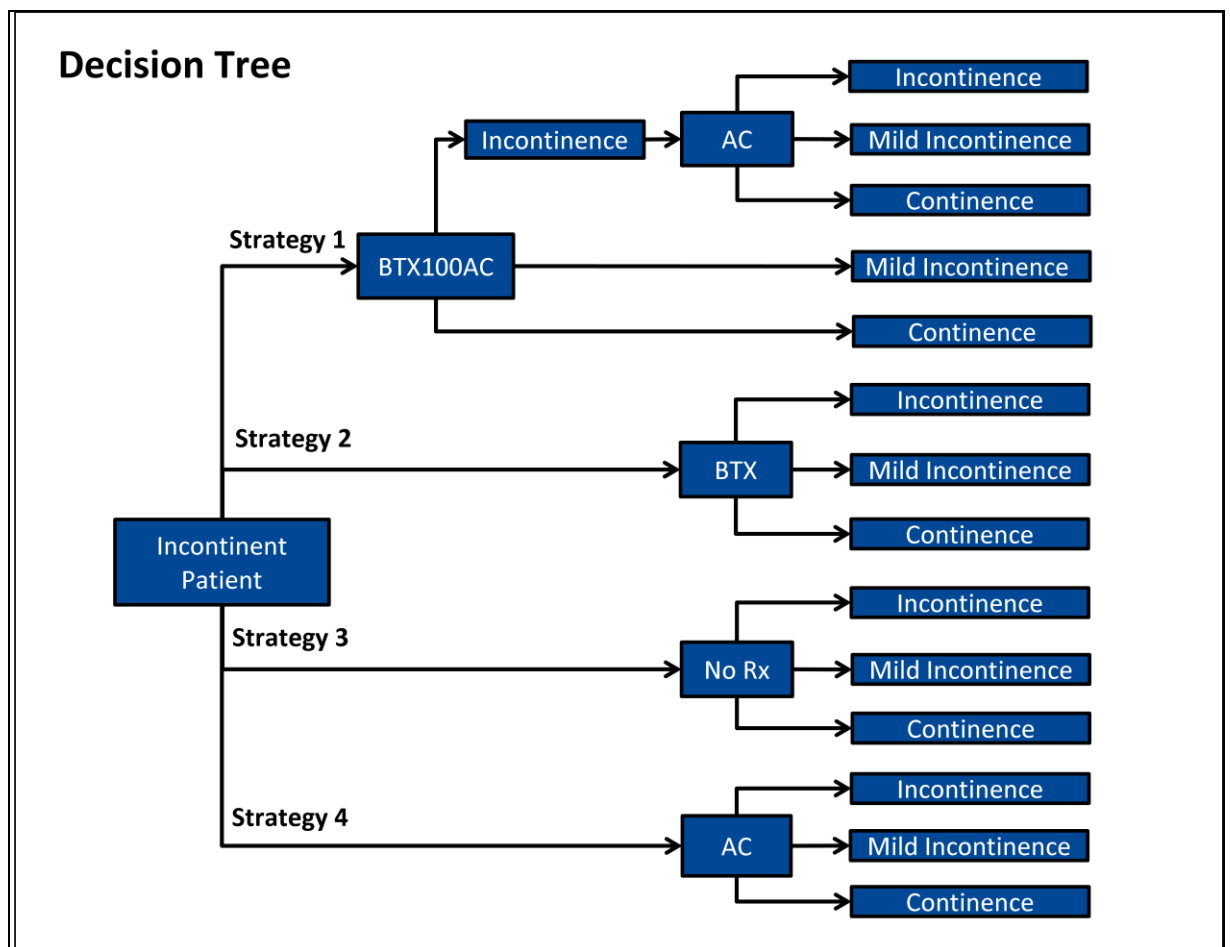 Decision Tree
Incontinence
Incontinence
AC
Mild Incontinence
Continence
Strategy 1
BTX100AC
Mild Incontinence
Continence
Incontinence
Strategy 2
BTX
Mild Incontinence
Continence
Incontinent
Patient
Incontinence
Strategy 3
No Rx
Mild Incontinence
Continence
Incontinence
Strategy 4
AC
Mild Incontinence
Continence